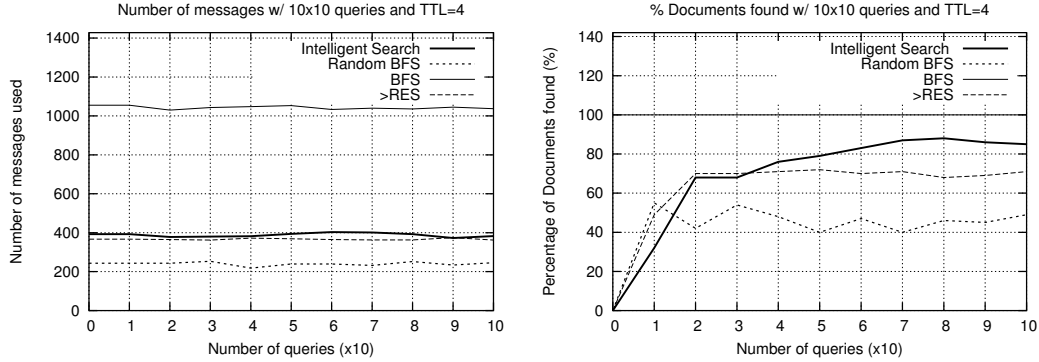 Number of messages w/ 10x10 queries and TTL=4
1400
1200
1000
800
600
400
200
0
Number of messages used
Intelligent Search
Random BFS
BFS
>RES
0 1 2 3 4 5 6 7 8 9 10
Number of queries (x10)
% Documents found w/ 10x10 queries and TTL=4
140
120
100
80
60
40
20
0
Percentage of Documents found (%)
Intelligent Search
Random BFS
BFS
>RES
0 1 2 3 4 5 6 7 8 9 10
Number of queries (x10)